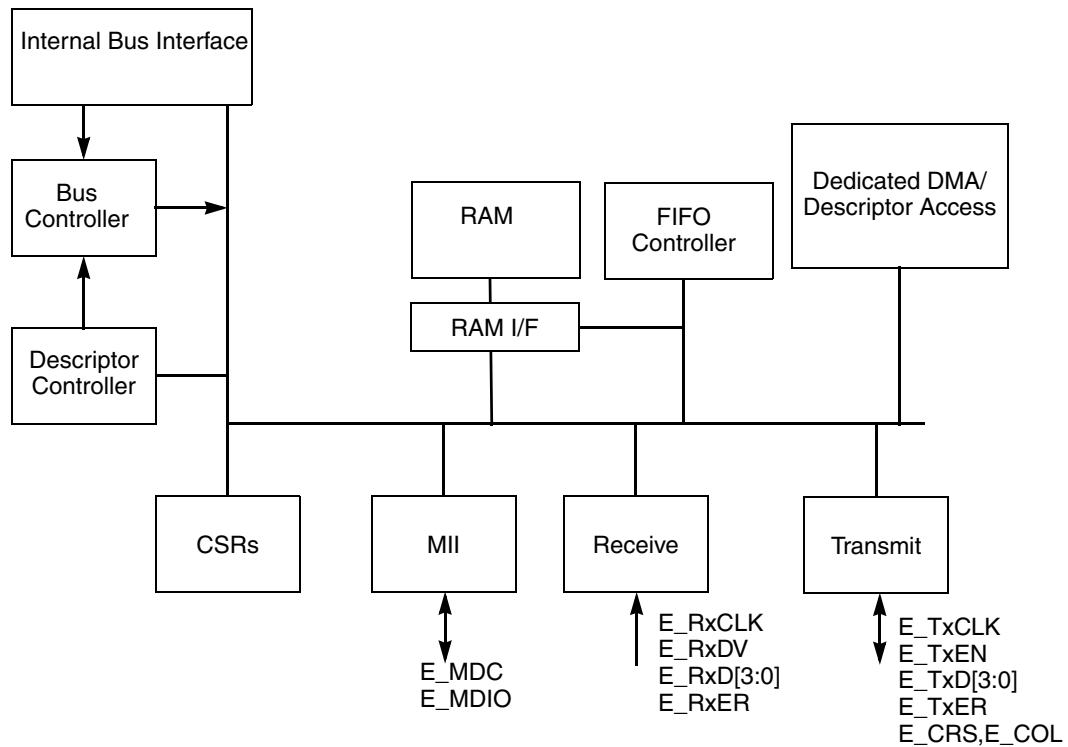 Internal Bus Interface
Bus
Controller
RAM
FIFO
Controller
Dedicated DMA/
Descriptor Access
RAM I/F
Descriptor
Controller
CSRs
MII
Receive
Transmit
E_MDC
E_MDIO
E_RxCLK
E_RxDV
E_RxD[3:0]
E_RxER
E_TxCLK
E_TxEN
E_TxD[3:0]
E_TxER
E_CRS,E_COL